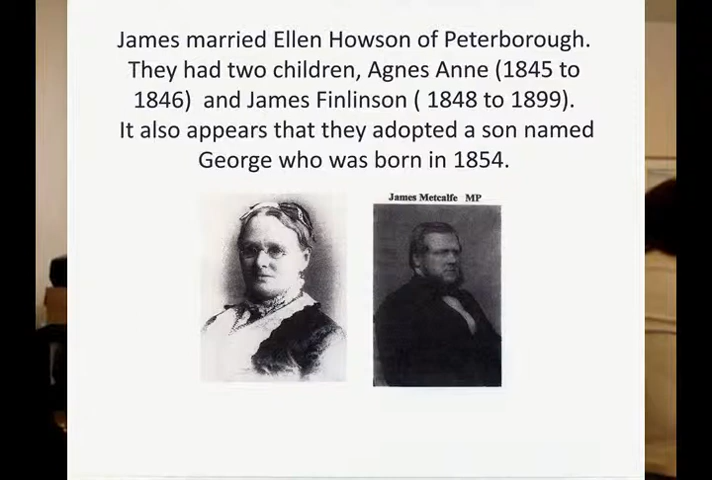 James married Ellen Howson of Peterborough.
They had two children, Agnes Anne (1845 to
1846)  and James Finlinson ( 1848 to 1899).
It also appears that they adopted a son named
George who was born in 1854.
James Metcalfe   MP